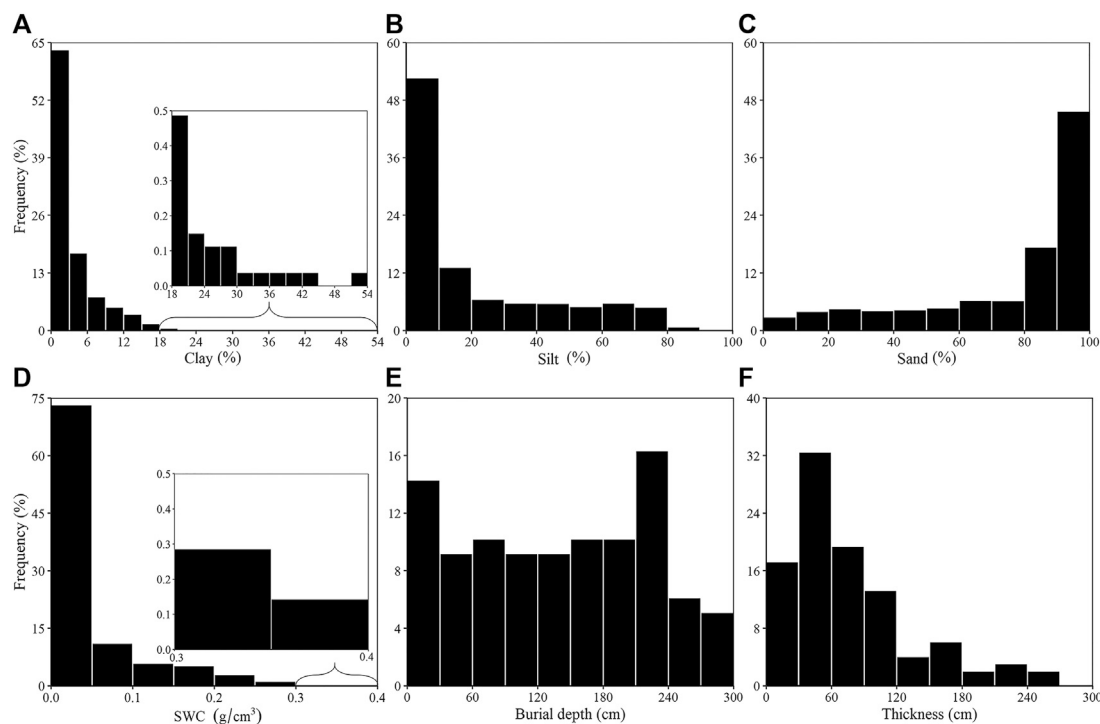 A
B
C
65
52
39
26
13
0
Frequency (%)
0 6 12 18 24 30 36 42 48 54
Clay (%)
0.5
0.4
0.3
0.2
0.1
0.0
18 24 30 36 42 54
60
48
36
24
12
0
0 20 40 60 80 100
Silt (%)
60
48
36
24
12
0
0 20 40 60 80 100
Sand (%)
D
E
F
75
60
45
30
15
0
Frequency (%)
0.0 0.1 0.2 0.3 0.4
SWC (g/cm³)
0.5
0.4
0.3
0.2
0.1
0.0
0.3 0.4
20
16
12
8
4
0
0 60 120 180 240 300
Burial depth (cm)
40
32
24
16
8
0
0 60 120 180 240 300
Thickness (cm)